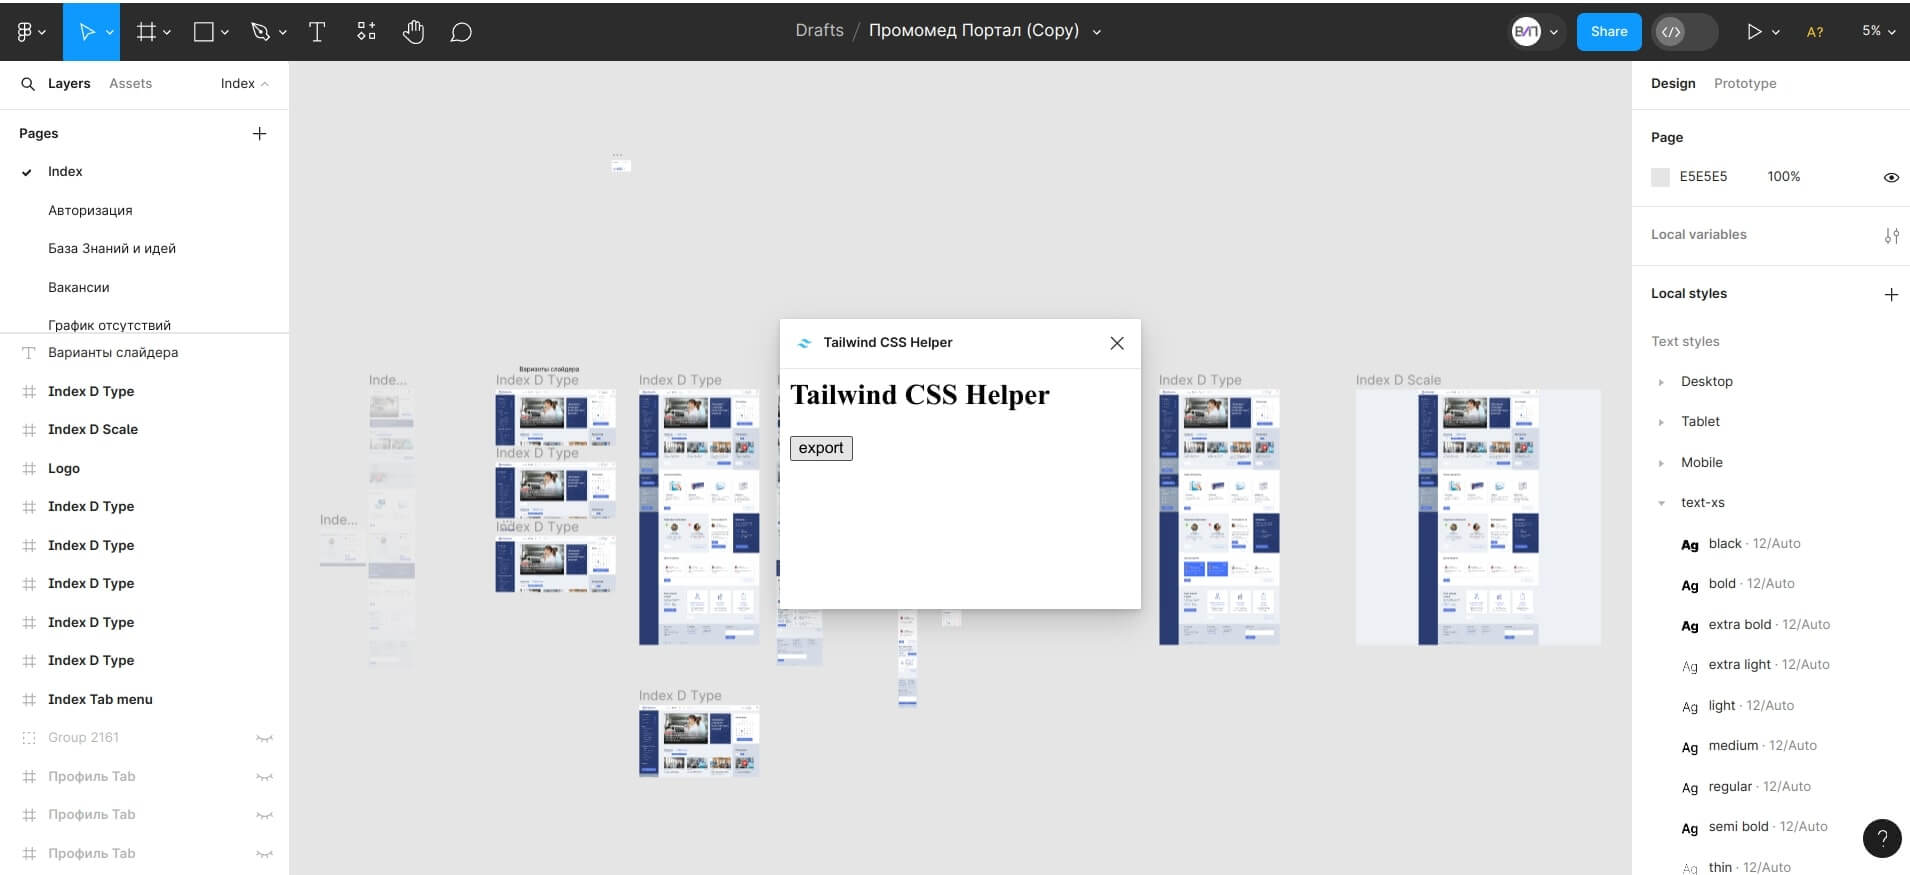 Drafts / Промомед Портал (Copy)
ВЛП
Share
</>
A?
5%
Layers Assets Index
Pages
Index
Авторизация
База Знаний и идей
Вакансии
График отсутствий
Варианты слайдера
Index D Type
Index D Scale
Logo
Index D Type
Index D Type
Index D Type
Index D Type
Index D Type
Index Tab menu
Group 2161
Профиль Tab
Профиль Tab
Профиль Tab
Inde...
Inde...
Варианты слайдера
Index D Type
Index D Type
Index D Type
Index D Type
Index D Type
Index D Type
Index D Scale
Tailwind CSS Helper
Tailwind CSS Helper
export
Design Prototype
Page
E5E5E5 100%
Local variables
Local styles
Text styles
Desktop
Tablet
Mobile
text-xs
Ag black · 12/Auto
Ag bold · 12/Auto
Ag extra bold · 12/Auto
Ag extra light · 12/Auto
Ag light · 12/Auto
Ag medium · 12/Auto
Ag regular · 12/Auto
Ag semi bold · 12/Auto
Ag thin · 12/Auto
?